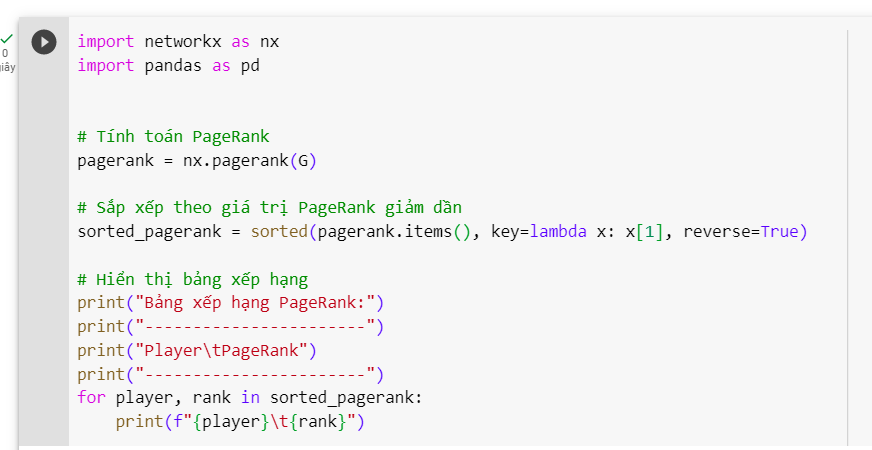 import networkx as nx
import pandas as pd
# Tính toán PageRank
pagerank = nx.pagerank(G)
# Sắp xếp theo giá trị PageRank giảm dần
sorted_pagerank = sorted(pagerank.items(), key=lambda x: x[1], reverse=True)
# Hiển thị bảng xếp hạng
print("Bảng xếp hạng PageRank:")
print("-----------------------")
print("Player\tPageRank")
print("-----------------------")
for player, rank in sorted_pagerank:
    print(f"{player}\t{rank}")
0